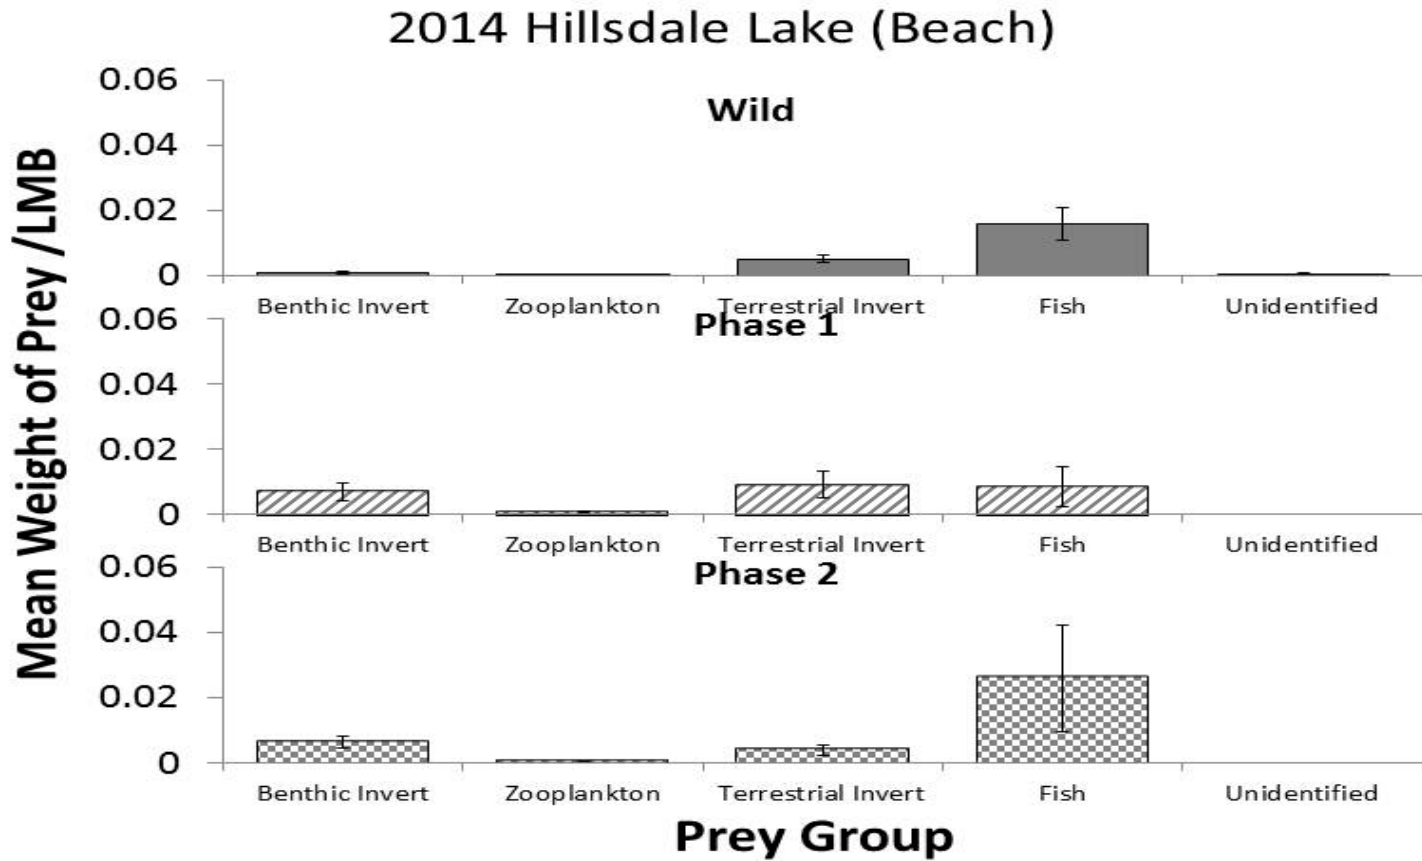 2014 Hillsdale Lake (Beach)
Mean Weight of Prey /LMB
Wild
0.06
0.04
0.02
0
Benthic Invert Zooplankton Terrestrial Invert Fish Unidentified
Phase 1
0.06
0.04
0.02
0
Benthic Invert Zooplankton Terrestrial Invert Fish Unidentified
Phase 2
0.06
0.04
0.02
0
Benthic Invert Zooplankton Terrestrial Invert Fish Unidentified
Prey Group